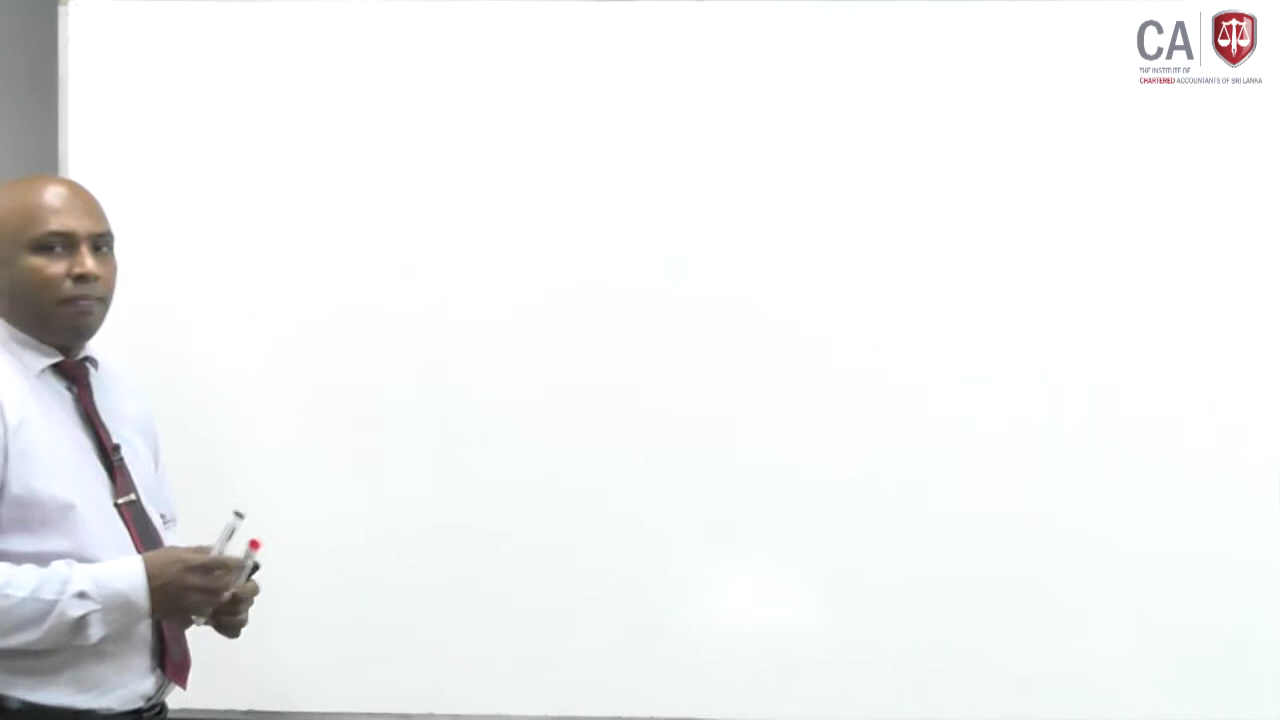 CA
THE INSTITUTE OF
CHARTERED ACCOUNTANTS OF SRI LANKA